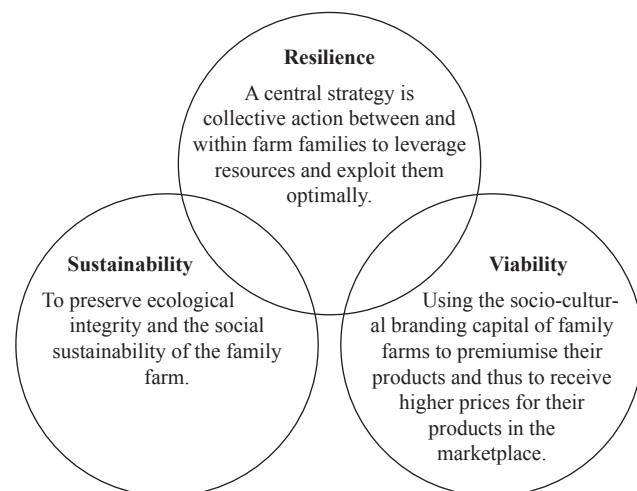 Resilience
A central strategy is
collective action between and
within farm families to leverage
resources and exploit them
optimally.
Sustainability
To preserve ecological
integrity and the social
sustainability of the family
farm.
Viability
Using the socio-cultur-
al branding capital of family
farms to premiumise their
products and thus to receive
higher prices for their
products in the
marketplace.